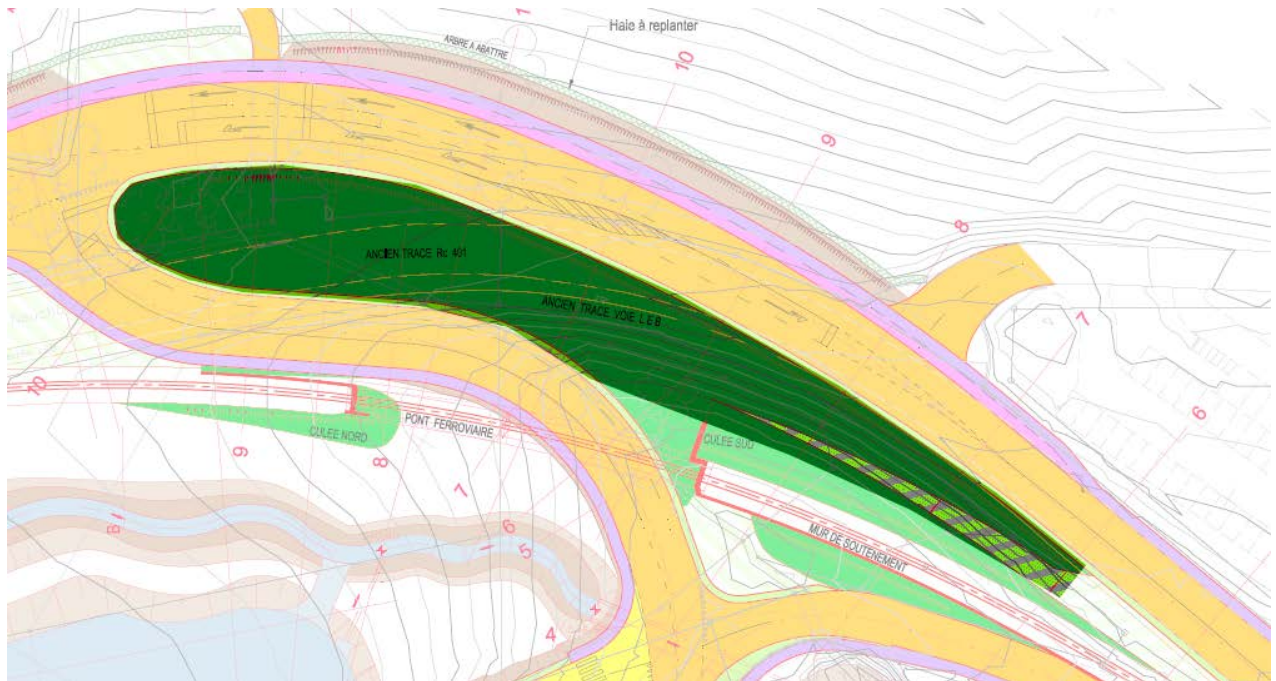 Haie à replanter
ARBRE A ABATTRE
10
9
8
7
6
ANCIEN TRACE Rc 401
ANCIEN TRACE VOIE L E B
10
9
8
7
6
5
4
B
PONT FERROVIAIRE
CULEE NORD
CULEE SUD
MUR DE SOUTENEMENT